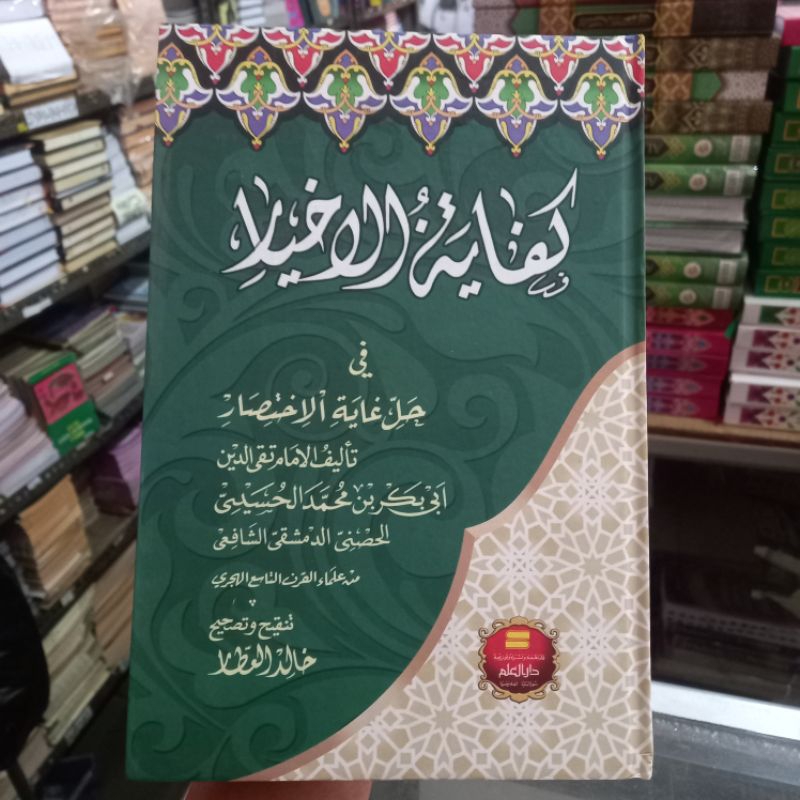 كفاية الاخيار
في
حل غاية الإختصار
تأليف الامام تقي الدين
ابي بكر بن محمد الحسيني
الحصني الدمشقي الشافعي
من علماء القرن التاسع الهجري
تنقيح وتصحيح
خالد العطار
دار العلم